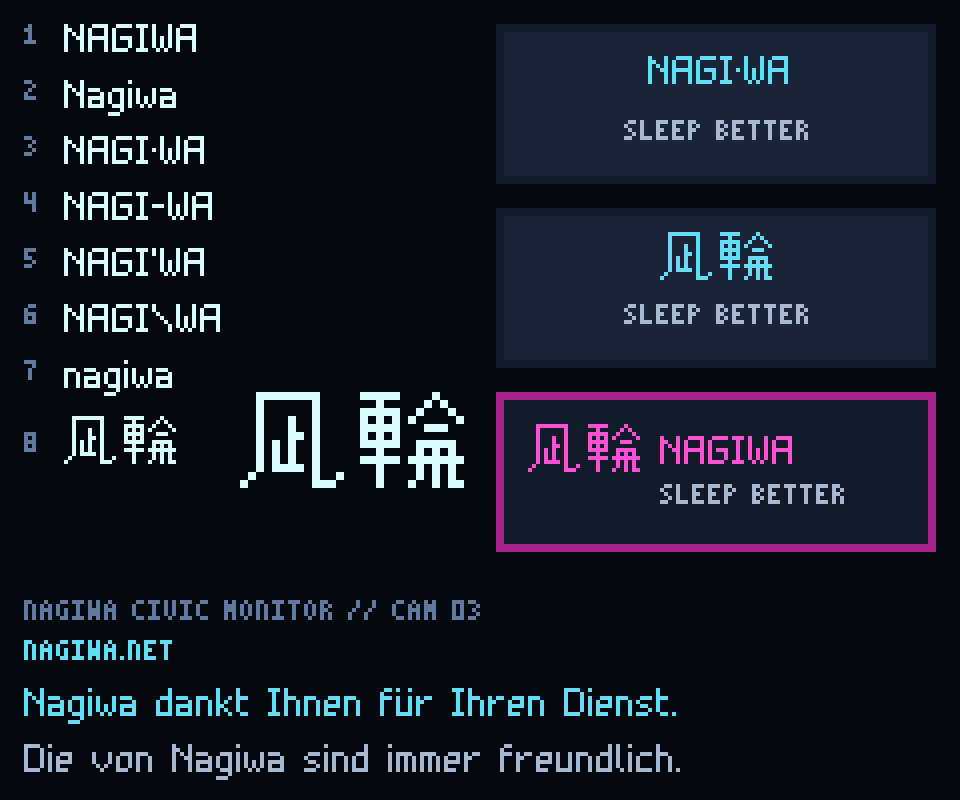 1 NAGIWA
2 Nagiwa
3 NAGI·WA
4 NAGI-WA
5 NAGI'WA
6 NAGI\WA
7 nagiwa
8 凪輪 凪輪
NAGI·WA
SLEEP BETTER
凪輪
SLEEP BETTER
凪輪 NAGIWA
SLEEP BETTER
NAGIWA CIVIC MONITOR // CAM 03
NAGIWA.NET
Nagiwa dankt Ihnen für Ihren Dienst.
Die von Nagiwa sind immer freundlich.